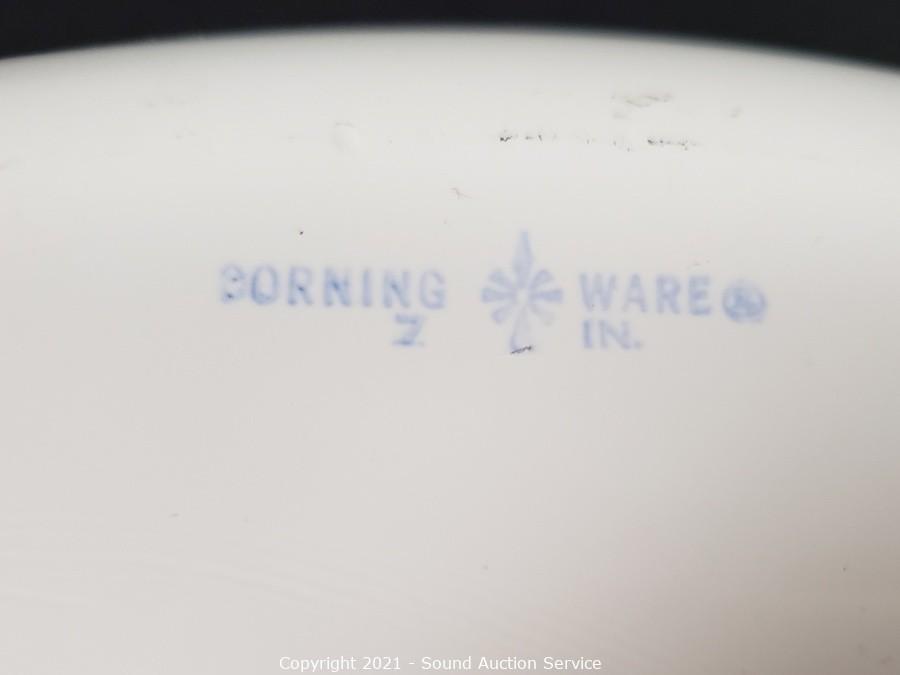 CORNING WARE ®
7 IN.
Copyright 2021 - Sound Auction Service